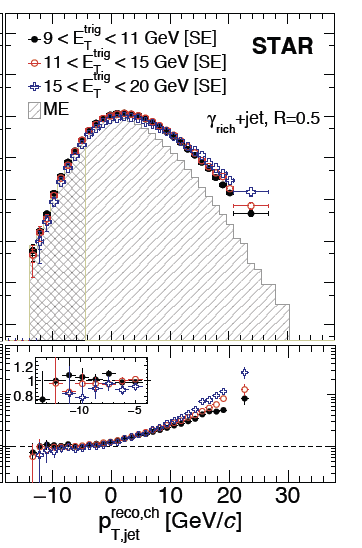 9 < E_T^trig < 11 GeV [SE]
STAR
11 < E_T^trig < 15 GeV [SE]
15 < E_T^trig < 20 GeV [SE]
ME
γ_rich+jet, R=0.5
1.2
1
0.8
−10 −5
−10 0 10 20 30
p_T,jet^reco,ch [GeV/c]